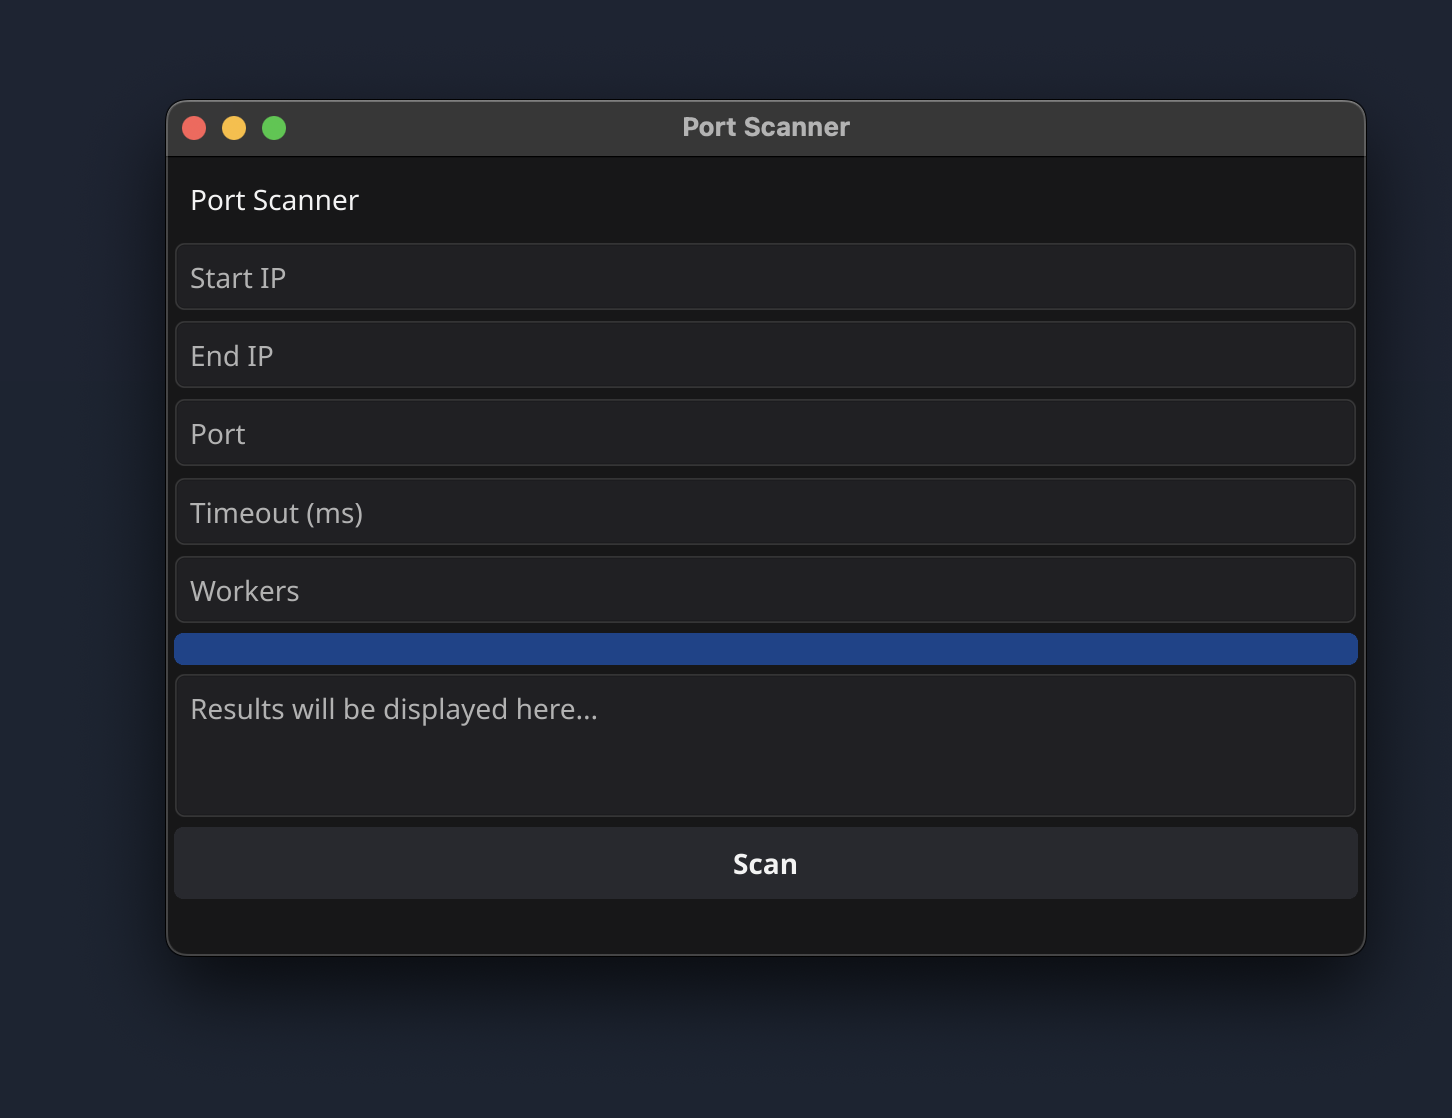 Port Scanner
Port Scanner
Start IP
End IP
Port
Timeout (ms)
Workers
Results will be displayed here...
Scan